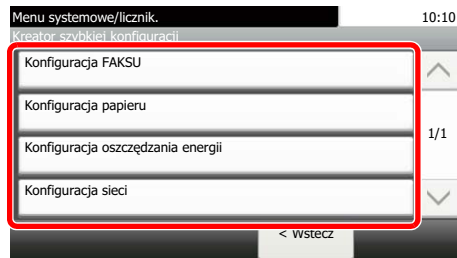 Menu systemowe/licznik.
10:10
Kreator szybkiej konfiguracji
Konfiguracja FAKSU
Konfiguracja papieru
1/1
Konfiguracja oszczędzania energii
Konfiguracja sieci
< Wstecz